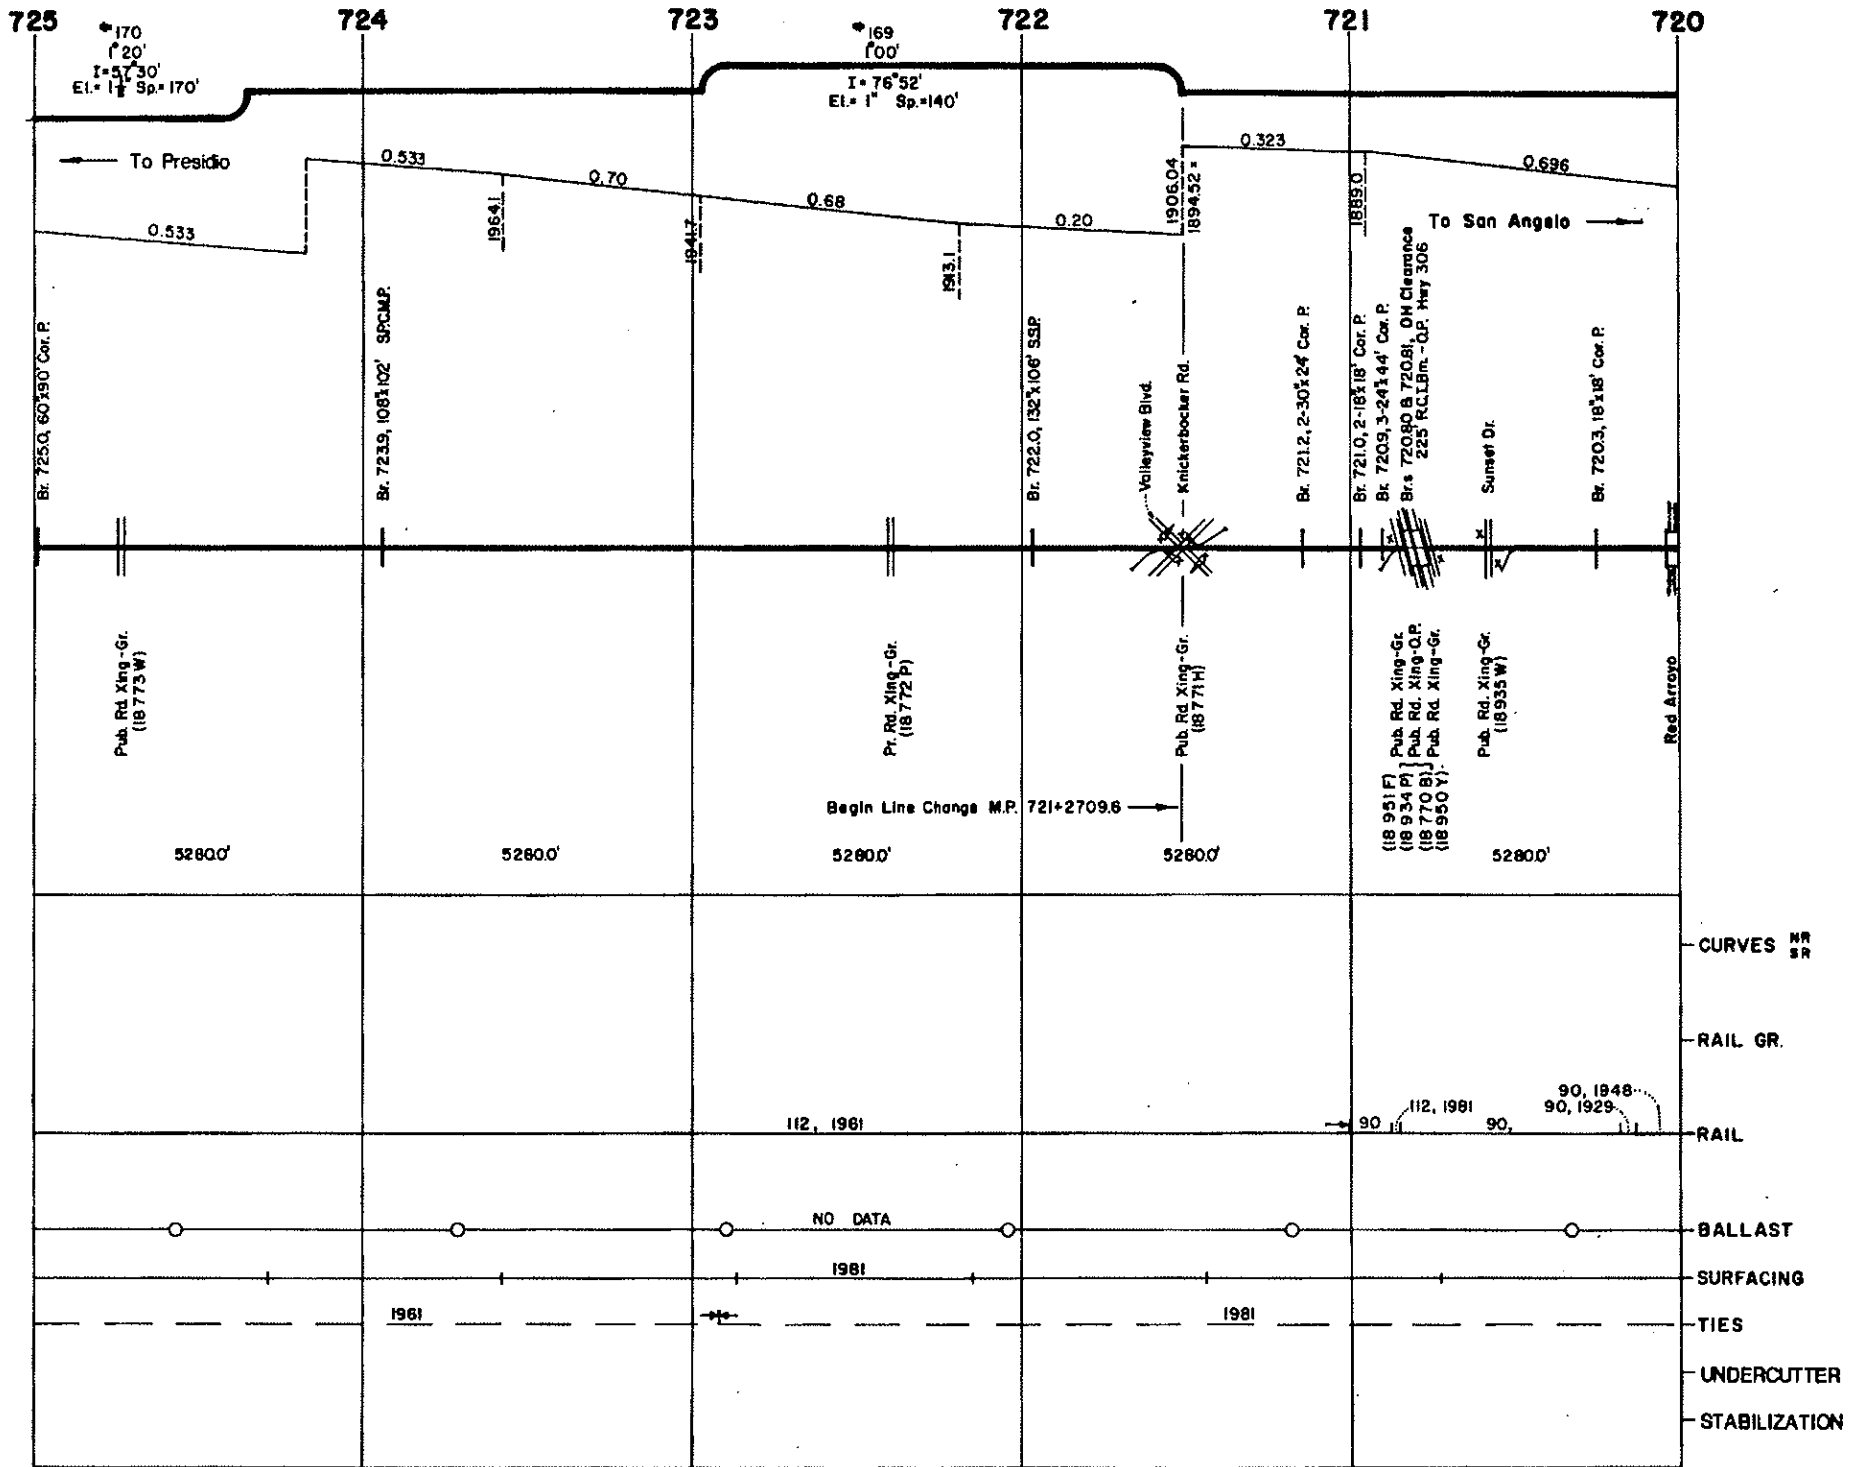 725 724 723 722 721 720
170
1°20'
I=57°30'
Sp.=170'
169
1°00'
I=76°52'
El.=1" Sp.=140'
To Presidio
0.533
0.533
0.70
0.68
0.20
0.323
0.696
1964.1
1941.7
1913.1
1906.04
1894.52 =
1889.0
To San Angelo
Br. 725.0, 60"x90' Cor. P.
Br. 723.9, 108"x102' S.P.C.M.P.
Br. 722.0, 132"x106' S.S.P.
Valleyview Blvd.
Knickerbocker Rd.
Br. 721.2, 2-30"x24' Cor. P.
Br. 721.0, 2-18"x18' Cor. P.
Br. 720.9, 3-24"x44' Cor. P.
Br.s 720.80 & 720.81, OH Clearance
225' R.C.I.Bm.-O.P. Hwy 306
Sunset Dr.
Br. 720.3, 18"x18' Cor. P.
Pub. Rd. Xing-Gr.
(18 773 W)
Pr. Rd. Xing-Gr.
(18 772 P)
Pub. Rd. Xing-Gr.
(18 771 H)
(18 951 F) Pub. Rd. Xing-Gr.
(18 934 P) Pub. Rd. Xing-O.P.
(18 770 B) Pub. Rd. Xing-Gr.
(18 950 Y)
Pub. Rd. Xing-Gr.
(18 935 W)
Red Arroyo
Begin Line Change M.P. 721+2709.6
5280.0' 5280.0' 5280.0' 5280.0' 5280.0'
CURVES NR
SR
RAIL GR.
90, 1948
112, 1961 90 112, 1981 90, 90, 1929
RAIL
NO DATA
BALLAST
1981
SURFACING
1961 1981
TIES
UNDERCUTTER
STABILIZATION